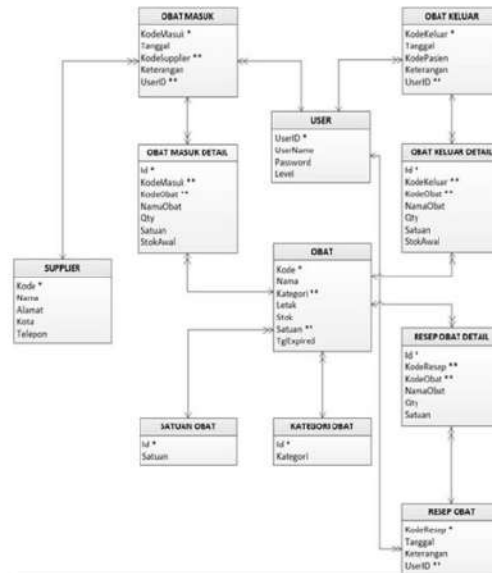 OBAT MASUK
KodeMasuk *
Tanggal
KodeSupplier **
Keterangan
UserID **
OBAT KELUAR
KodeKeluar *
Tanggal
KodePasien
Keterangan
UserID **
USER
UserID *
UserName
Password
Level
OBAT MASUK DETAIL
Id *
KodeMasuk **
KodeObat **
NamaObat
Qty
Satuan
StokAwal
OBAT KELUAR DETAIL
Id *
KodeKeluar **
KodeObat **
NamaObat
Qty
Satuan
StokAwal
SUPPLIER
Kode *
Nama
Alamat
Kota
Telepon
OBAT
Kode *
Nama
Kategori **
Letak
Stok
Satuan **
TglExpired
RESEP OBAT DETAIL
Id *
KodeResep **
KodeObat **
NamaObat
Qty
Satuan
SATUAN OBAT
Id *
Satuan
KATEGORI OBAT
Id *
Kategori
RESEP OBAT
KodeResep *
Tanggal
Keterangan
UserID **